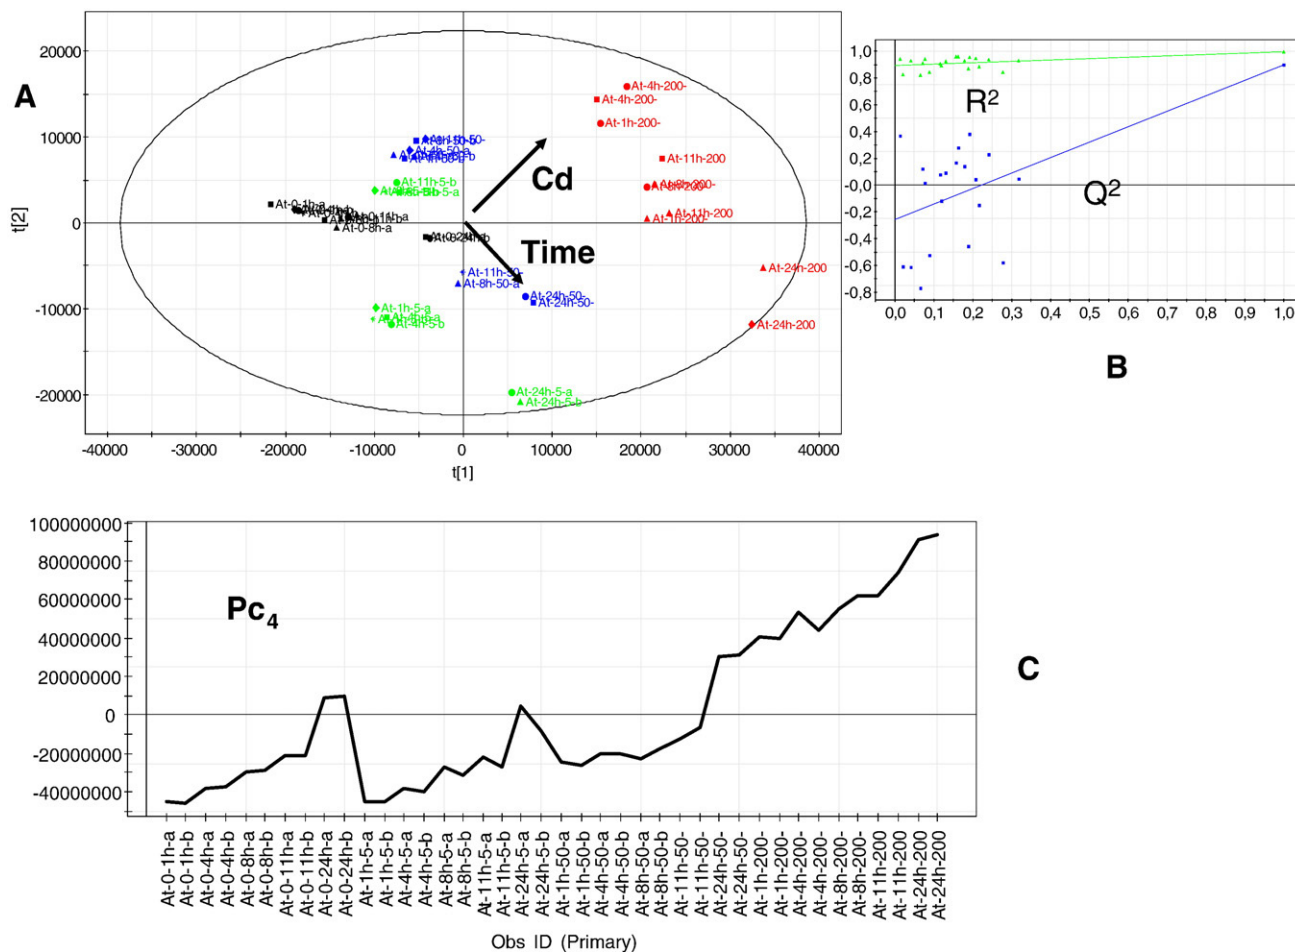 A
20000
10000
0
-10000
-20000
t[2]
At-4h-200-
At-4h-200-
At-1h-200-
At-11h-200
At-11h-200
At-24h-200
At-24h-200
At-11h-5-b
At-0-1h-a
At-0-8h-a
Cd
Time
At-11h-50-
At-8h-50-a
At-24h-50-
At-24h-50-
At-1h-5-a
At-4h-5-b
At-24h-5-a
At-24h-5-b
-40000
-30000
-20000
-10000
0
10000
20000
30000
40000
t[1]
1,0
0,8
0,6
0,4
0,2
-0,0
-0,2
-0,4
-0,6
-0,8
R2
Q2
0,0
0,1
0,2
0,3
0,4
0,5
0,6
0,7
0,8
0,9
1,0
B
100000000
80000000
60000000
40000000
20000000
0
-20000000
-40000000
Pc4
C
At-0-1h-a
At-0-1h-b
At-0-4h-a
At-0-4h-b
At-0-8h-a
At-0-8h-b
At-0-11h-a
At-0-11h-b
At-0-24h-a
At-0-24h-b
At-1h-5-a
At-1h-5-b
At-4h-5-a
At-4h-5-b
At-8h-5-a
At-8h-5-b
At-11h-5-a
At-11h-5-b
At-24h-5-a
At-24h-5-b
At-1h-50-a
At-1h-50-b
At-4h-50-a
At-4h-50-b
At-8h-50-a
At-8h-50-b
At-11h-50-
At-11h-50-
At-24h-50-
At-24h-50-
At-1h-200-
At-1h-200-
At-4h-200-
At-4h-200-
At-8h-200-
At-8h-200-
At-11h-200
At-11h-200
At-24h-200
At-24h-200
Obs ID (Primary)